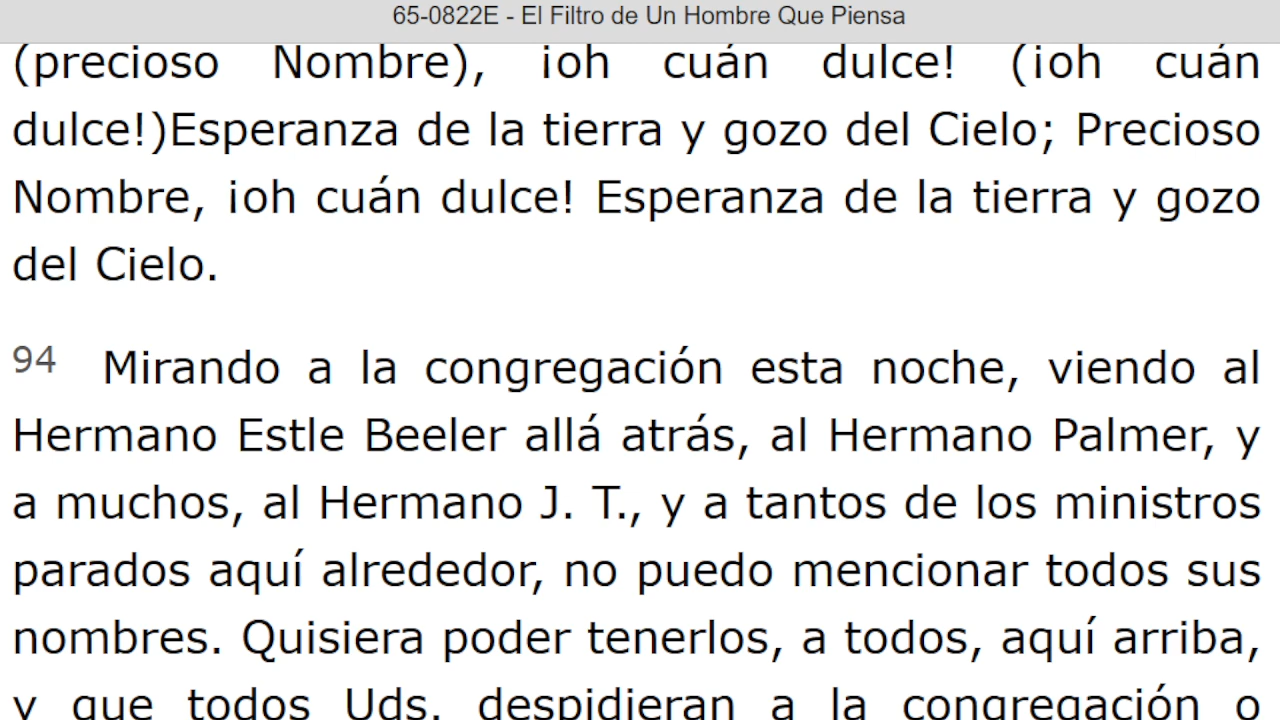 65-0822E - El Filtro de Un Hombre Que Piensa
(precioso Nombre), ¡oh cuán dulce! (¡oh cuán
dulce!)Esperanza de la tierra y gozo del Cielo; Precioso
Nombre, ¡oh cuán dulce! Esperanza de la tierra y gozo
del Cielo.
94 Mirando a la congregación esta noche, viendo al
Hermano Estle Beeler allá atrás, al Hermano Palmer, y
a muchos, al Hermano J. T., y a tantos de los ministros
parados aquí alrededor, no puedo mencionar todos sus
nombres. Quisiera poder tenerlos, a todos, aquí arriba,
y que todos Uds. despidieran a la congregación o